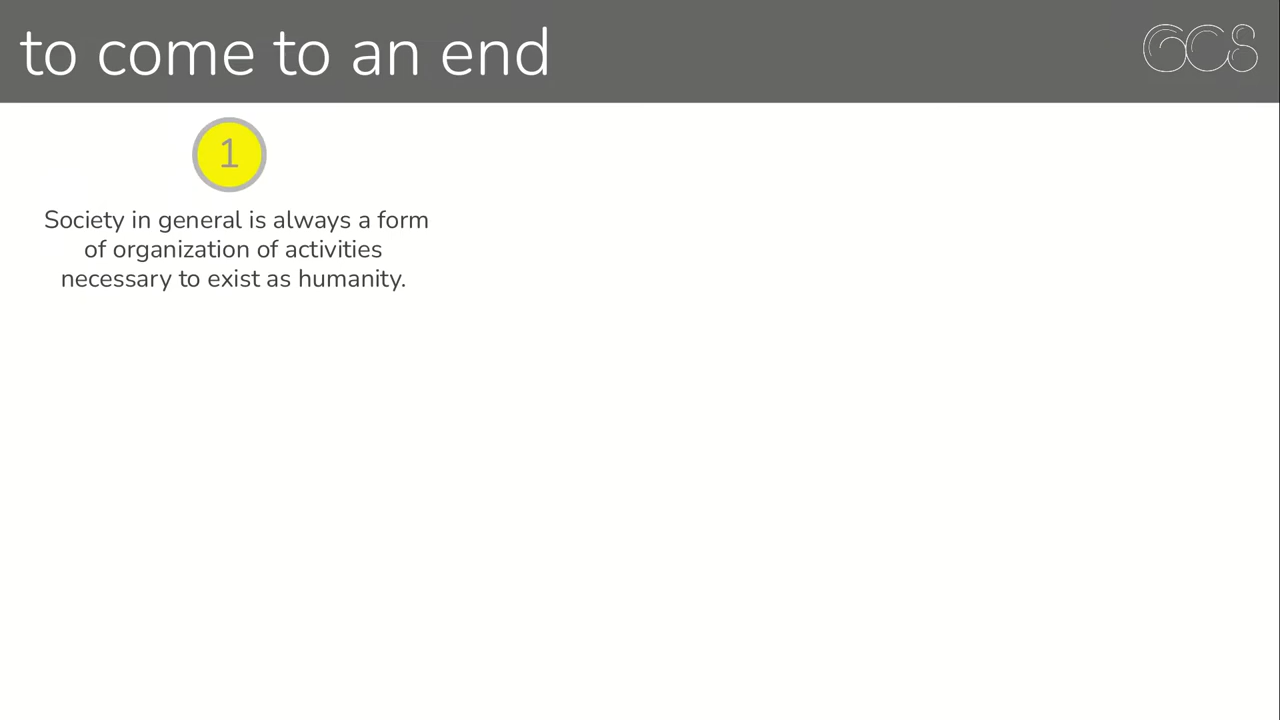 to come to an end
GC8
1
Society in general is always a form
of organization of activities
necessary to exist as humanity.